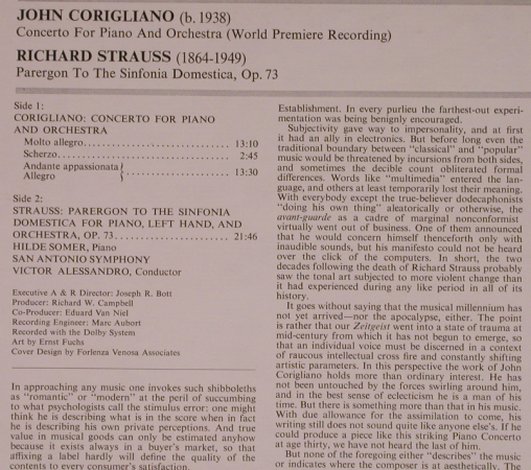 JOHN CORIGLIANO (b. 1938)
Concerto For Piano And Orchestra (World Premiere Recording)
RICHARD STRAUSS (1864-1949)
Parergon To The Sinfonia Domestica, Op. 73
Side 1:
CORIGLIANO: CONCERTO FOR PIANO
AND ORCHESTRA
Molto allegro.............................. 13:10
Scherzo.................................... 2:45
Andante appassionata}
Allegro } .................... 13:30
Side 2:
STRAUSS: PARERGON TO THE SINFONIA
DOMESTICA FOR PIANO, LEFT HAND, AND
ORCHESTRA, OP. 73........................21:46
HILDE SOMER, Piano
SAN ANTONIO SYMPHONY
VICTOR ALESSANDRO, Conductor
Executive A & R Director: Joseph R. Bott
Producer: Richard W. Campbell
Co-Producer: Eduard Van Niel
Recording Engineer: Marc Aubort
Recorded with the Dolby System
Art by Ernst Fuchs
Cover Design by Forlenza Venosa Associates
In approaching any music one invokes such shibboleths
as "romantic" or "modern" at the peril of succumbing
to what psychologists call the stimulus error: one might
think he is describing what is in the score when in fact
he is describing his own private perceptions. And true
value in musical goods can only be estimated anyhow
because it exists always in a buyer's market, so that
affixing a label hardly will define the quality of the
contents to every consumer's satisfaction.
Establishment. In every purlieu the farthest-out experi-
mentation was being benignly encouraged.
Subjectivity gave way to impersonality, and at first
it had an ally in electronics. But before long even the
traditional boundary between "classical" and "popular"
music would be threatened by incursions from both sides,
and sometimes the decible count obliterated formal
differences. Words like "multimedia" entered the lan-
guage, and others at least temporarily lost their meaning.
With everybody except the true-believer dodecaphonists
"doing his own thing" aleatorically or otherwise, the
avant-guarde as a cadre of marginal nonconformist
virtually went out of business. One of them announced
that he would concern himself thenceforth only with
inaudible sounds, but his manifesto could not be heard
over the click of the computers. In short, the two
decades following the death of Richard Strauss probably
saw the tonal art subjected to more violent change than
it had experienced during any like period in all of its
history.
It goes without saying that the musical millennium has
not yet arrived—nor the apocalypse, either. The point
is rather that our Zeitgeist went into a state of trauma at
mid-century from which it has not begun to emerge, so
that an individual voice must be discerned in a context
of raucous intellectual cross fire and constantly shifting
artistic parameters. In this perspective the work of John
Corigliano holds more than ordinary interest. He has
not been untouched by the forces swirling around him,
and in the best sense of eclecticism he is a man of his
time. But there is something more than that in his music.
With due allowance for the assimilation to come, his
writing still does not sound quite like anyone else's. If he
could produce a piece like this striking Piano Concerto
at age thirty, we have not heard the last of him.
But none of the foregoing either "describes" the music
or indicates where the composer is at aesthetically. The